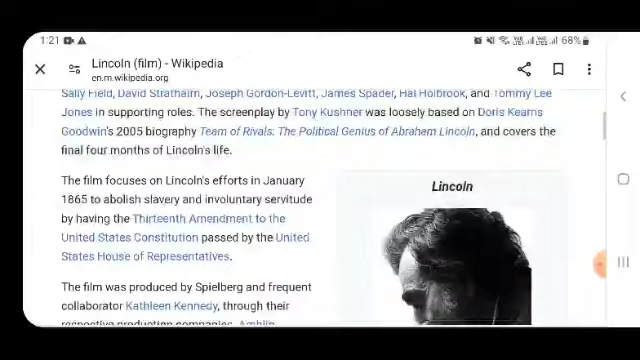 1:21 68%
Lincoln (film) - Wikipedia
en.m.wikipedia.org
Sally Field, David Strathairn, Joseph Gordon-Levitt, James Spader, Hal Holbrook, and Tommy Lee
Jones in supporting roles. The screenplay by Tony Kushner was loosely based on Doris Kearns
Goodwin's 2005 biography Team of Rivals: The Political Genius of Abraham Lincoln, and covers the
final four months of Lincoln's life.
The film focuses on Lincoln's efforts in January
1865 to abolish slavery and involuntary servitude
by having the Thirteenth Amendment to the
United States Constitution passed by the United
States House of Representatives.
Lincoln
The film was produced by Spielberg and frequent
collaborator Kathleen Kennedy, through their
respective production companies, Amblin